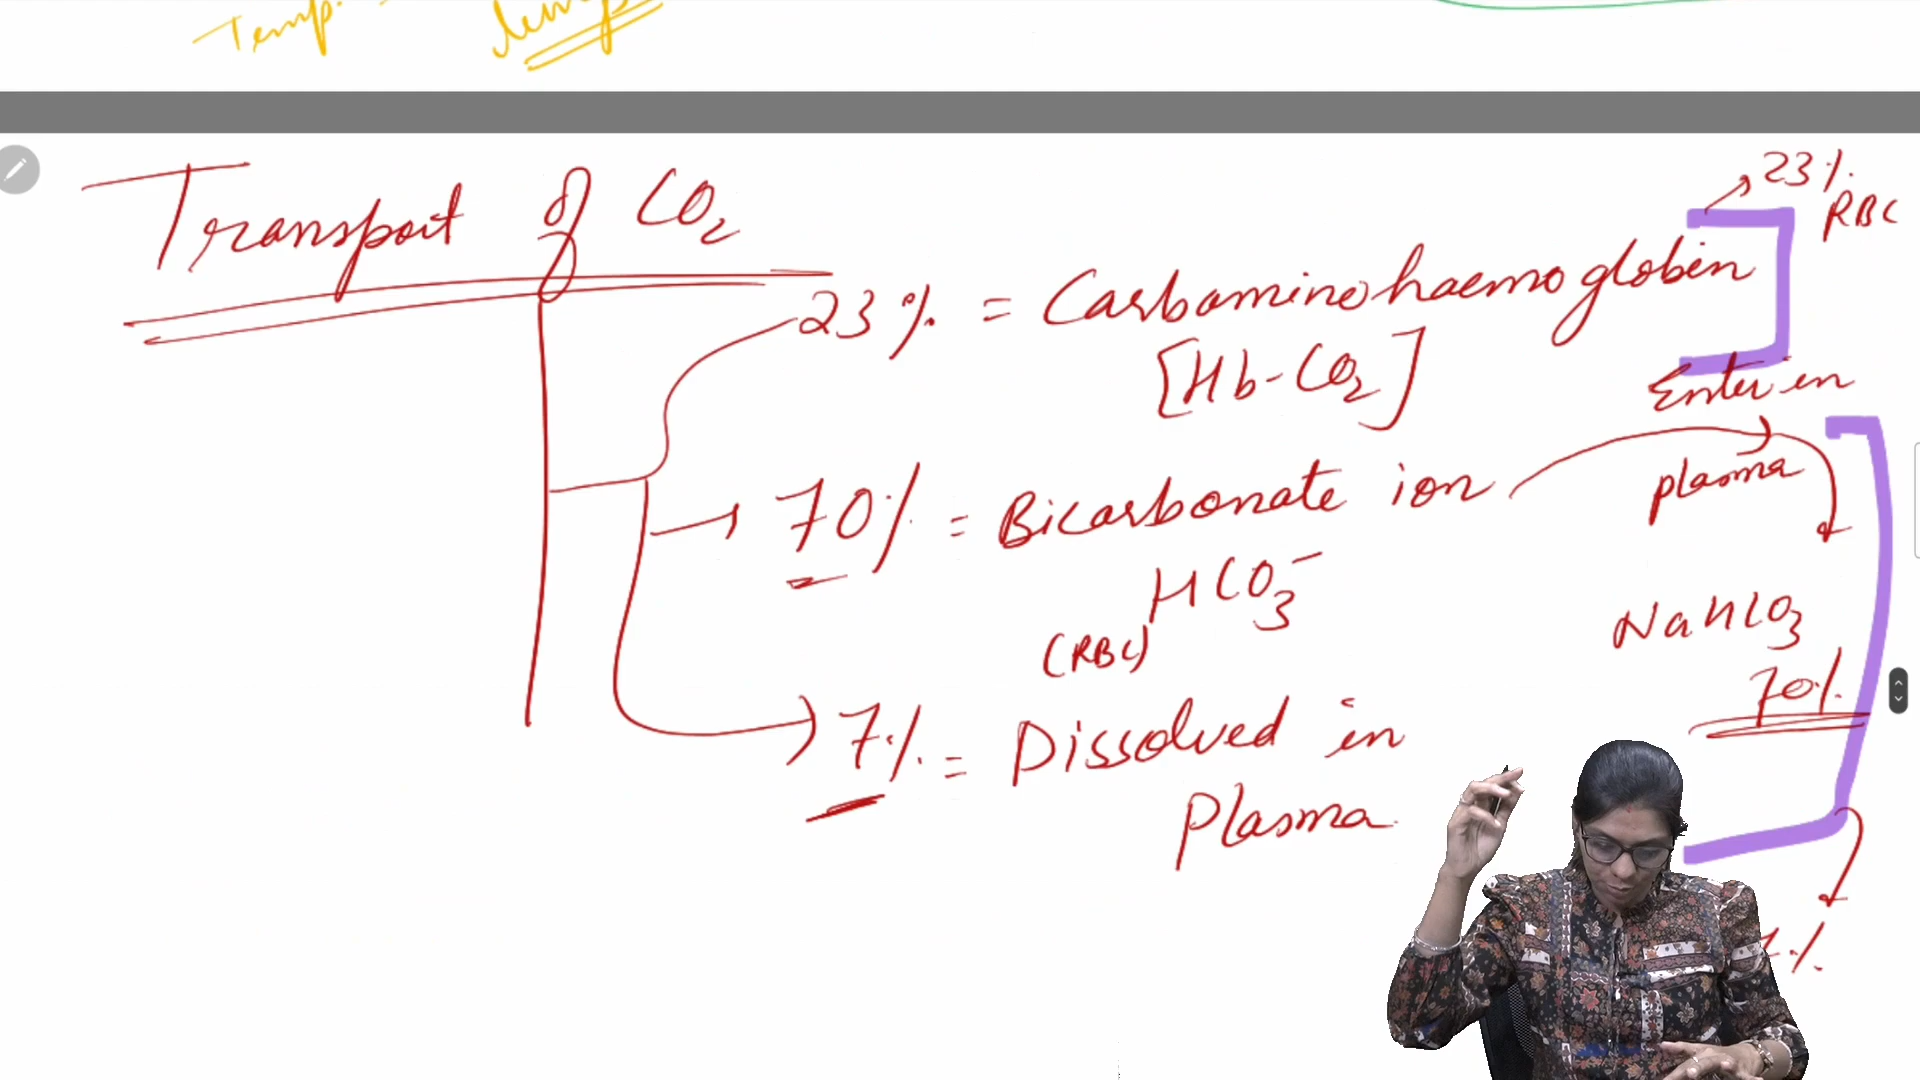 Temp.
Transport of CO₂
23%
RBC
23% = Carbaminohaemoglobin
[Hb-CO₂]
Enter in
plasma
70% = Bicarbonate ion
HCO₃⁻
(RBC)
NaHCO₃
70%
7% = Dissolved in
Plasma